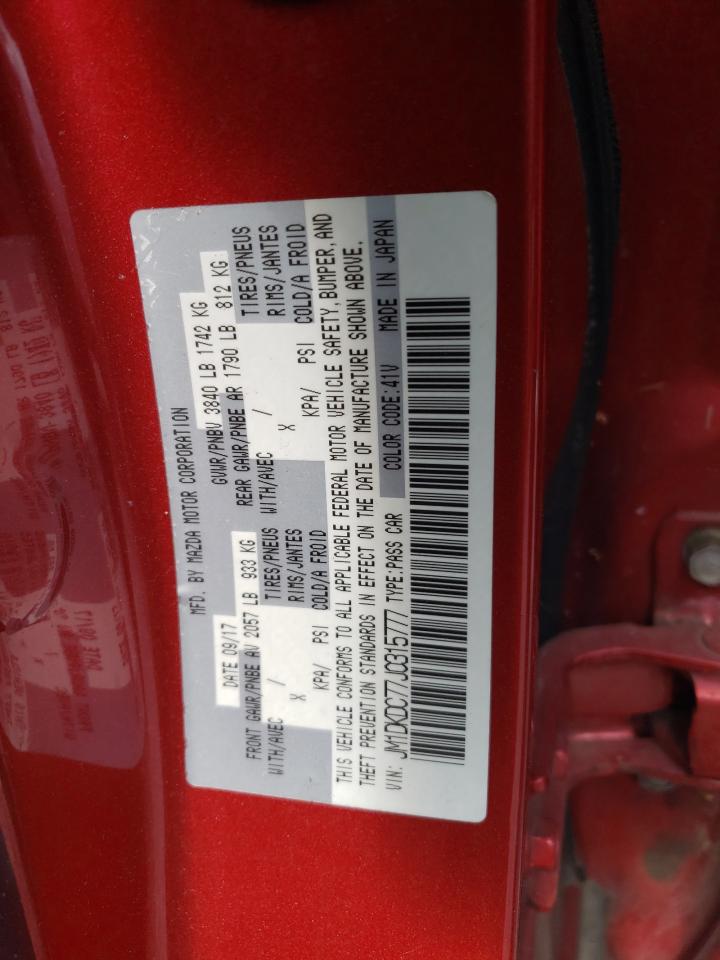 MFD. BY MAZDA MOTOR CORPORATION
DATE 09/17 GVWR/PNBV 3840 LB 1742 KG
FRONT GAWR/PNBE AV 2057 LB 933 KG REAR GAWR/PNBE AR 1790 LB 812 KG
WITH/AVEC / TIRES/PNEUS WITH/AVEC / TIRES/PNEUS
X RIMS/JANTES X RIMS/JANTES
KPA/ PSI COLD/A FROID KPA/ PSI COLD/A FROID
THIS VEHICLE CONFORMS TO ALL APPLICABLE FEDERAL MOTOR VEHICLE SAFETY, BUMPER, AND
THEFT PREVENTION STANDARDS IN EFFECT ON THE DATE OF MANUFACTURE SHOWN ABOVE.
VIN: JM1DKDC77J0315777 TYPE:PASS CAR COLOR CODE:41V MADE IN JAPAN